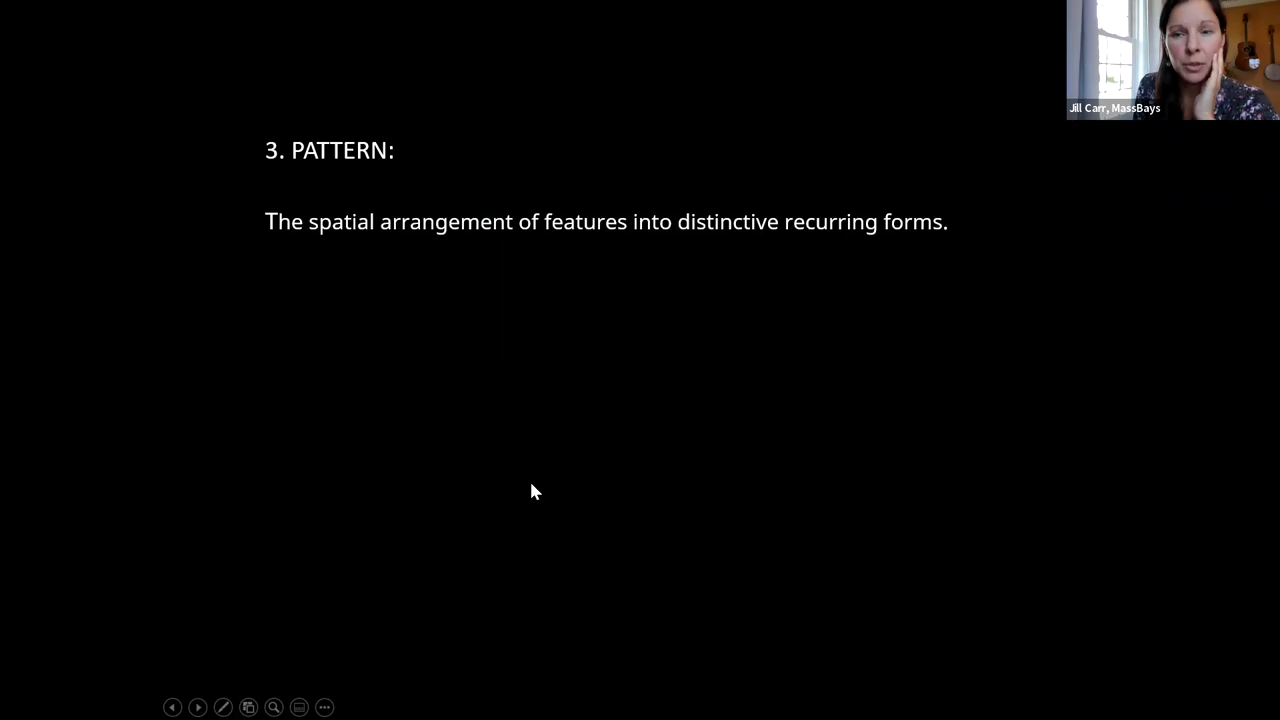 Jill Carr, MassBays
3. PATTERN:
The spatial arrangement of features into distinctive recurring forms.